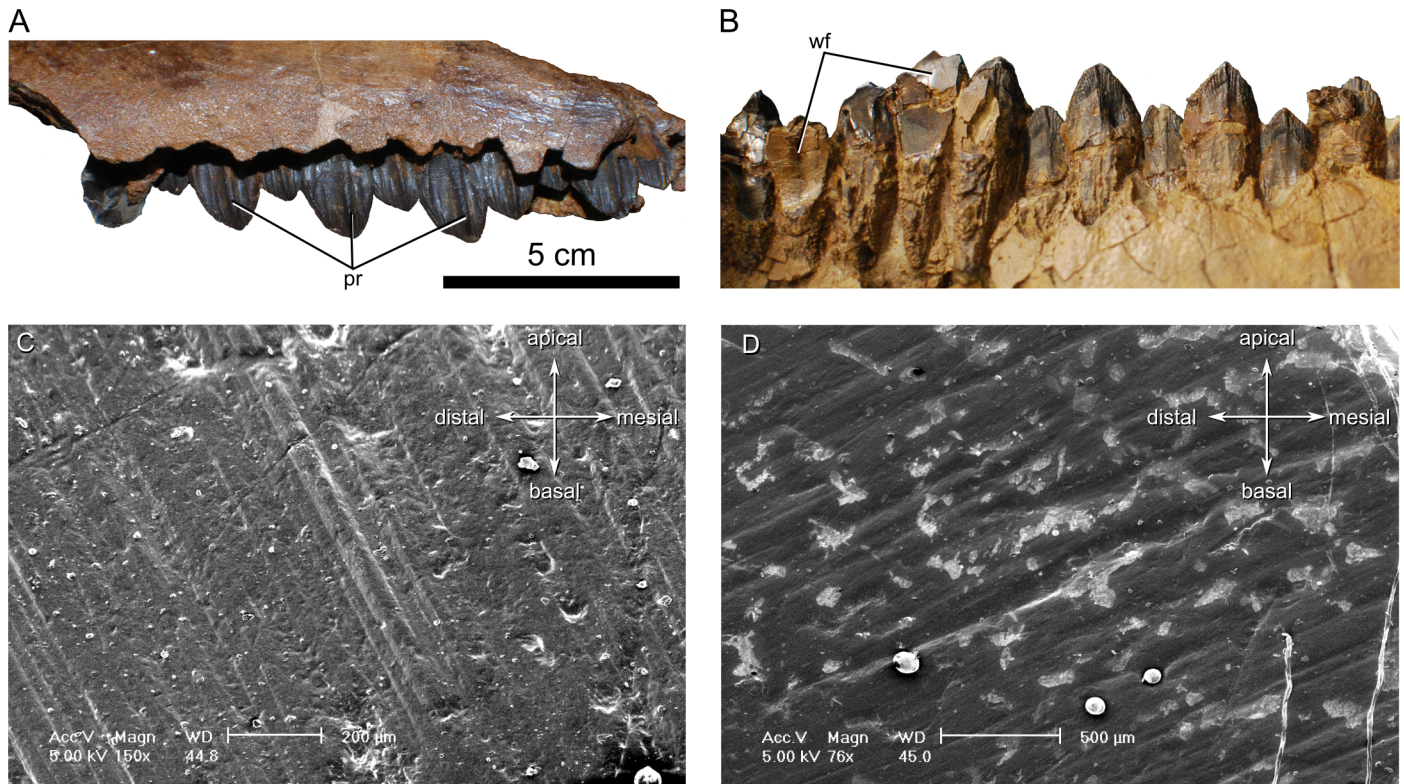 A
pr
5 cm
B
wf
C
apical
distal
mesial
basal
Acc.V Magn WD
5.00 kV 150x 44.8
200 µm
D
apical
distal
mesial
basal
Acc.V Magn WD
5.00 kV 76x 45.0
500 µm